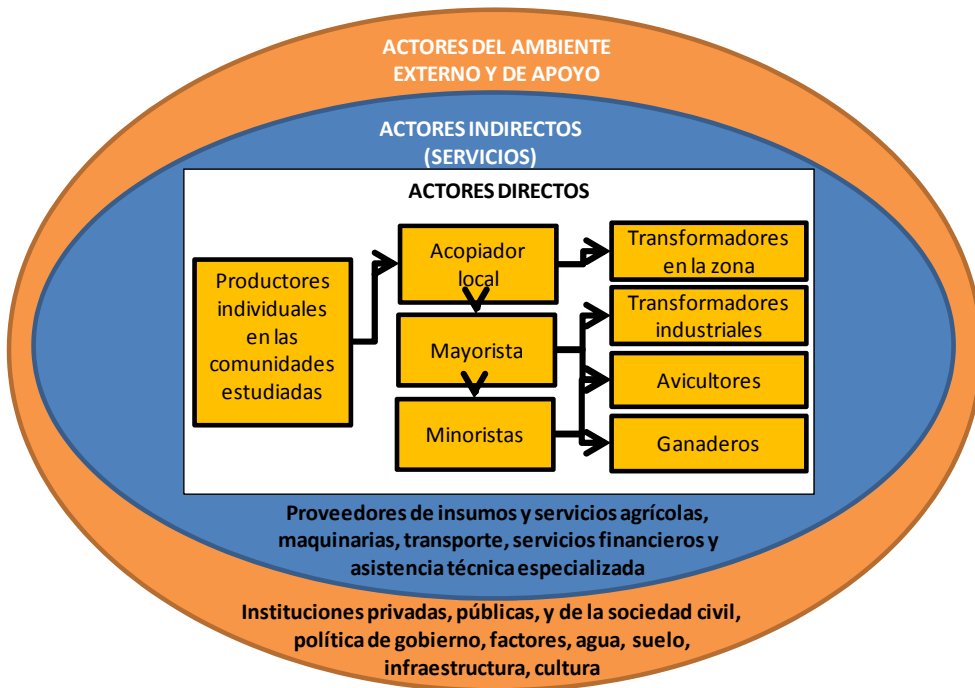 ACTORES DEL AMBIENTE
EXTERNO Y DE APOYO
ACTORES INDIRECTOS
(SERVICIOS)
ACTORES DIRECTOS
Productores
individuales
en las
comunidades
estudiadas
Acopiador
local
Mayorista
Minoristas
Transformadores
en la zona
Transformadores
industriales
Avicultores
Ganaderos
Proveedores de insumos y servicios agrícolas,
maquinarias, transporte, servicios financieros y
asistencia técnica especializada
Instituciones privadas, públicas, y de la sociedad civil,
política de gobierno, factores, agua, suelo,
infraestructura, cultura